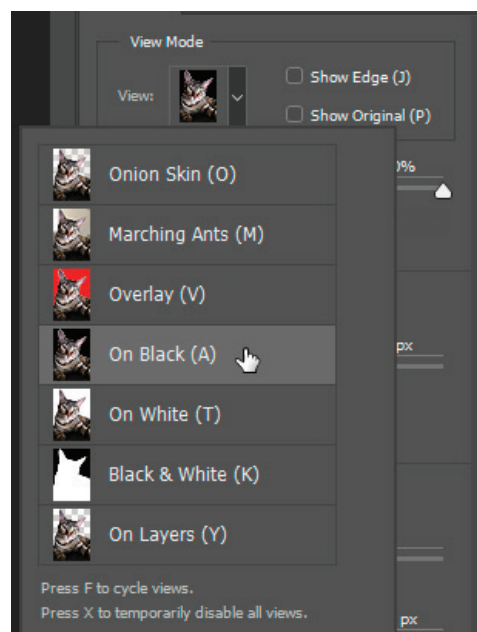 View Mode
View:
Show Edge (J)
Show Original (P)
0%
Onion Skin (O)
Marching Ants (M)
Overlay (V)
On Black (A)
px
On White (T)
Black & White (K)
On Layers (Y)
Press F to cycle views.
Press X to temporarily disable all views.
px